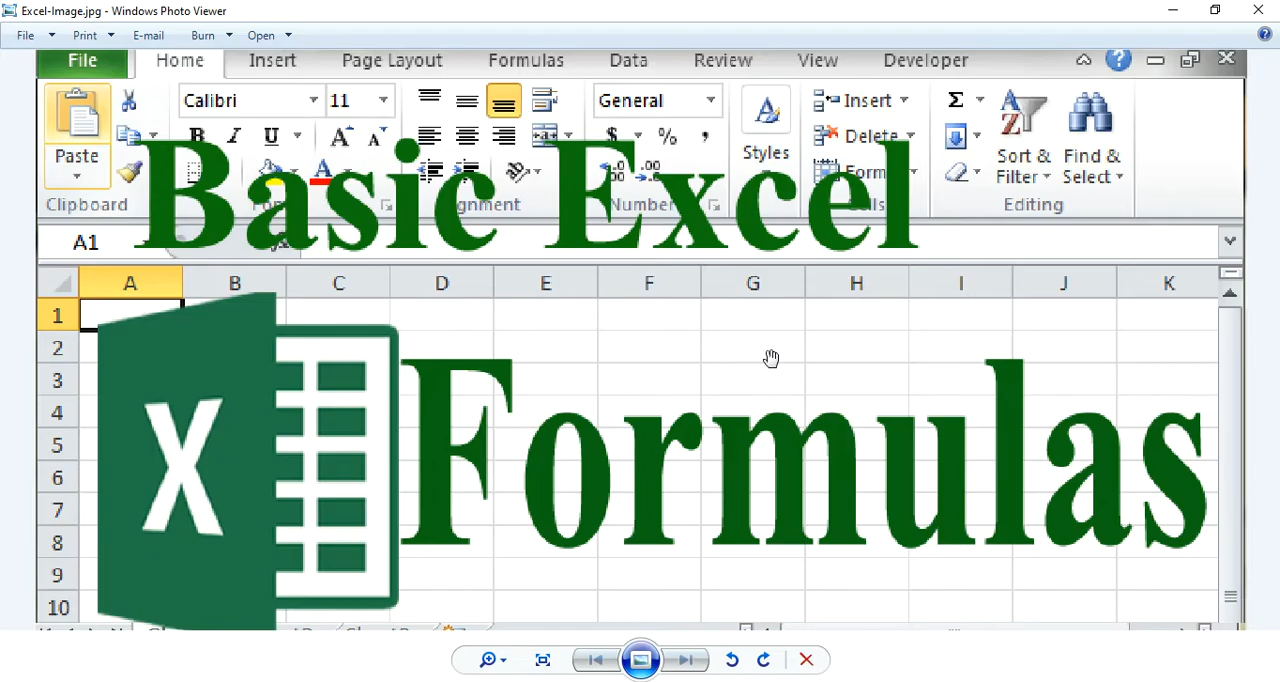 Excel-Image.jpg - Windows Photo Viewer
File Print E-mail Burn Open
File Home Insert Page Layout Formulas Data Review View Developer
Calibri 11 General Insert Σ
B I U A A $ % , Delete
Paste Styles Sort & Find &
Filter Select
Clipboard Number Cells Editing
Basic Excel
A1
A B C D E F G H I J K
1
2
3
4
5
6
7
8
9
10
X
Formulas